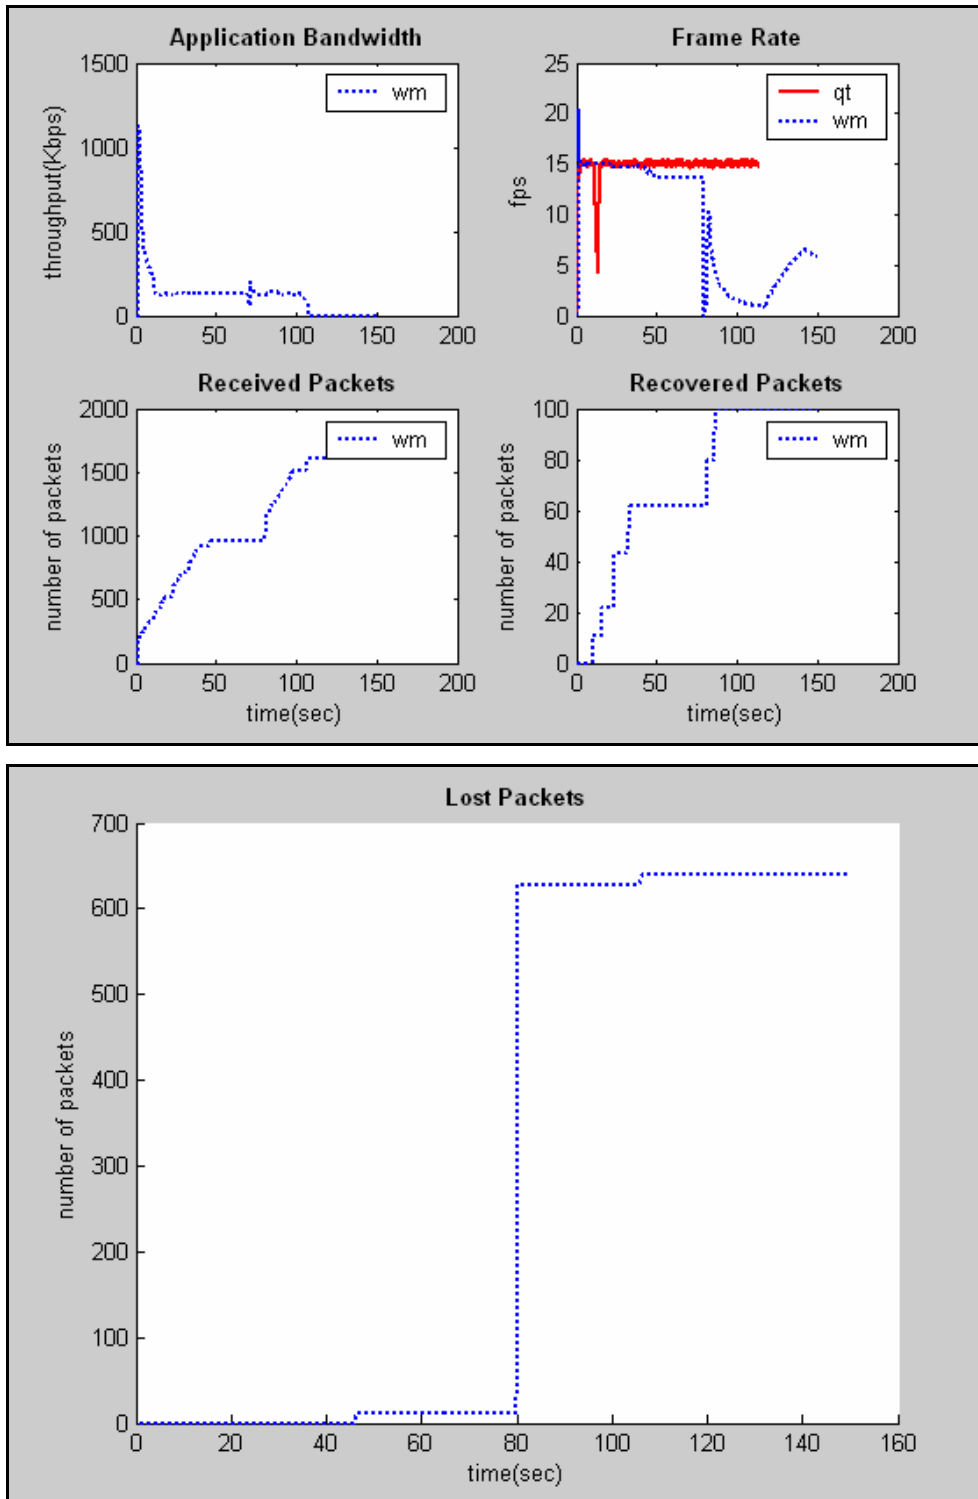 Application Bandwidth
1500
1000
500
0
throughput(Kbps)
wm
0 50 100 150 200
Frame Rate
25
20
15
10
5
0
fps
qt
wm
0 50 100 150 200
Received Packets
2000
1500
1000
500
0
number of packets
wm
0 50 100 150 200
time(sec)
Recovered Packets
100
80
60
40
20
0
number of packets
wm
0 50 100 150 200
time(sec)
Lost Packets
700
600
500
400
300
200
100
0
number of packets
0 20 40 60 80 100 120 140 160
time(sec)